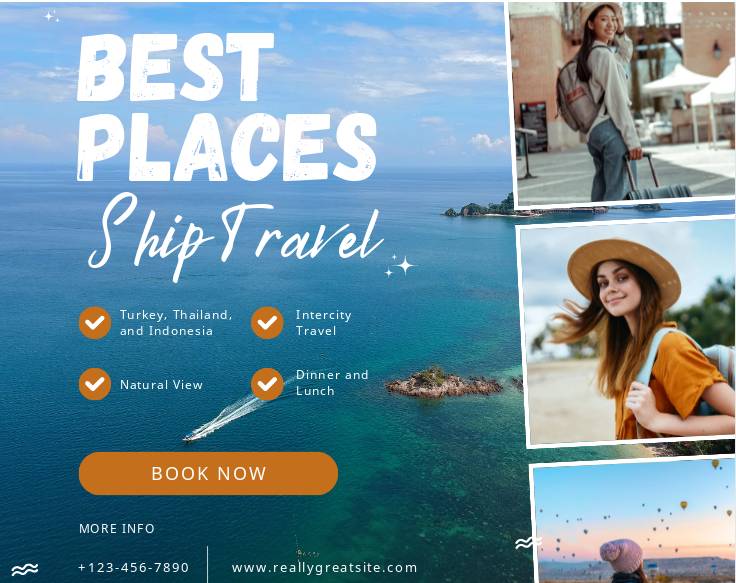 BEST
PLACES
Ship Travel
Turkey, Thailand,
and Indonesia
Intercity
Travel
Natural View
Dinner and
Lunch
BOOK NOW
MORE INFO
+123-456-7890
www.reallygreatsite.com